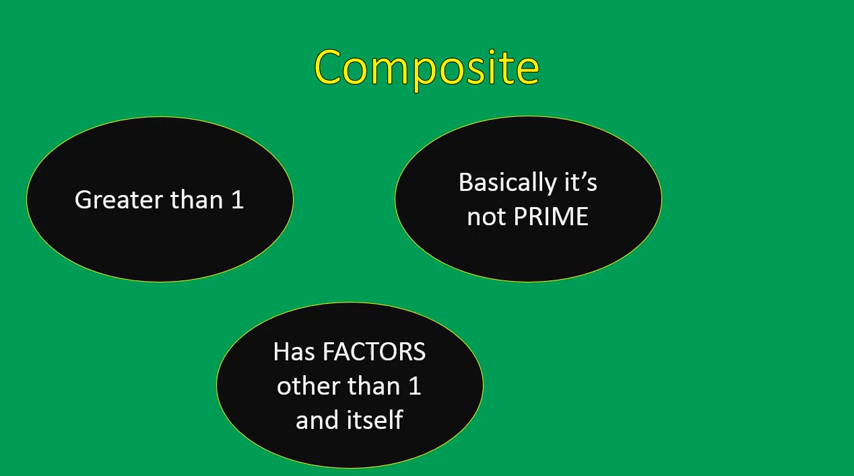 Composite
Greater than 1
Basically it’s
not PRIME
Has FACTORS
other than 1
and itself